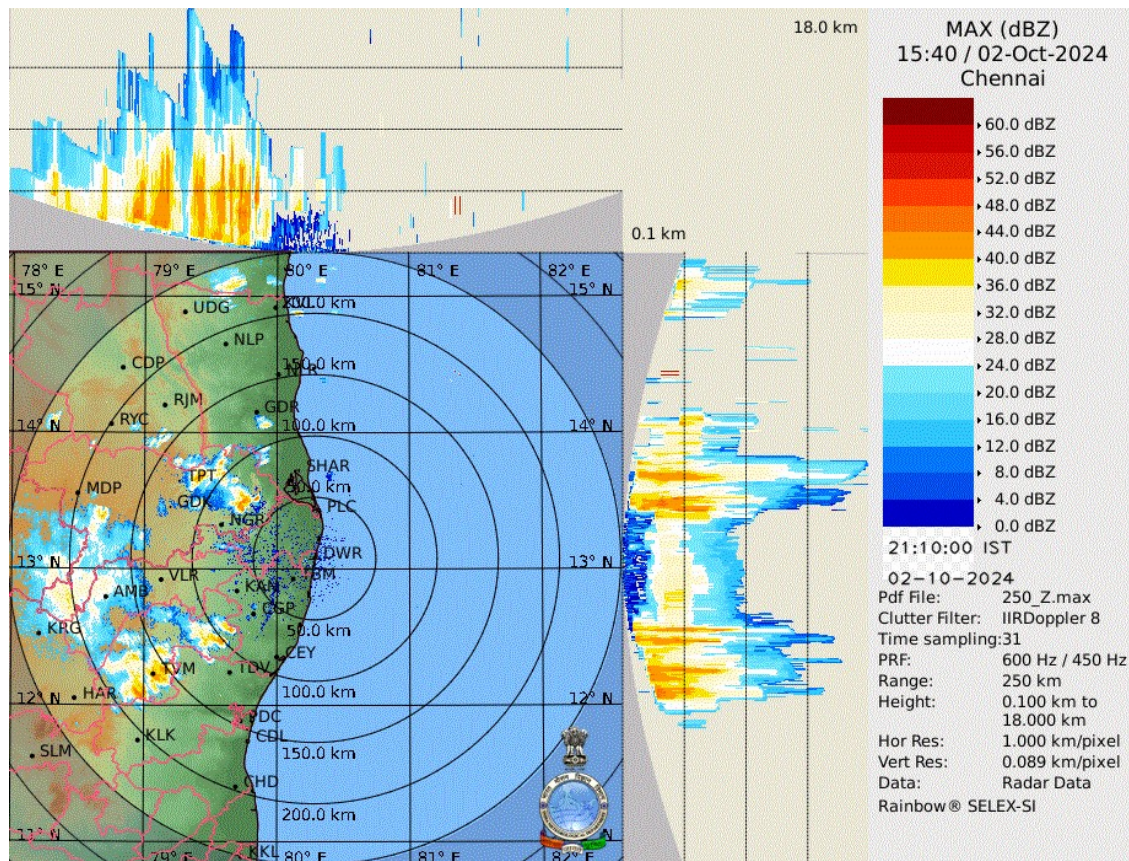 18.0 km
0.1 km
MAX (dBZ)
15:40 / 02-Oct-2024
Chennai
60.0 dBZ
56.0 dBZ
52.0 dBZ
48.0 dBZ
44.0 dBZ
40.0 dBZ
36.0 dBZ
32.0 dBZ
28.0 dBZ
24.0 dBZ
20.0 dBZ
16.0 dBZ
12.0 dBZ
8.0 dBZ
4.0 dBZ
0.0 dBZ
21:10:00 IST
02-10-2024
Pdf File: 250_Z.max
Clutter Filter: IIRDoppler 8
Time sampling:31
PRF: 600 Hz / 450 Hz
Range: 250 km
Height: 0.100 km to
18.000 km
Hor Res: 1.000 km/pixel
Vert Res: 0.089 km/pixel
Data: Radar Data
Rainbow® SELEX-SI
78° E 79° E 80° E 81° E 82° E
15° N 15° N
UDG
NLP
150.0 km
CDP
RJM
GDR
RYC
100.0 km
14° N 14° N
SHAR
TPT
MDP
PLC
NGR
13° N 13° N
DWR
VLR
AMB
KAN
CGP
50.0 km
KRG
CEY
TVM
TDV
HAR
100.0 km
12° N 12° N
PDC
CDL
KLK
SLM
150.0 km
CHD
200.0 km
KKL
79° E 80° E 81° E 82° E